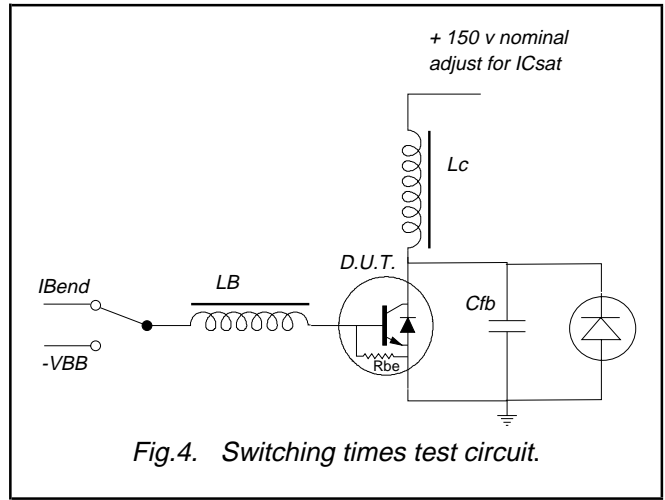 + 150 v nominal
adjust for ICsat
Lc
D.U.T.
LB
IBend
Cfb
-VBB
Rbe
Fig.4. Switching times test circuit.